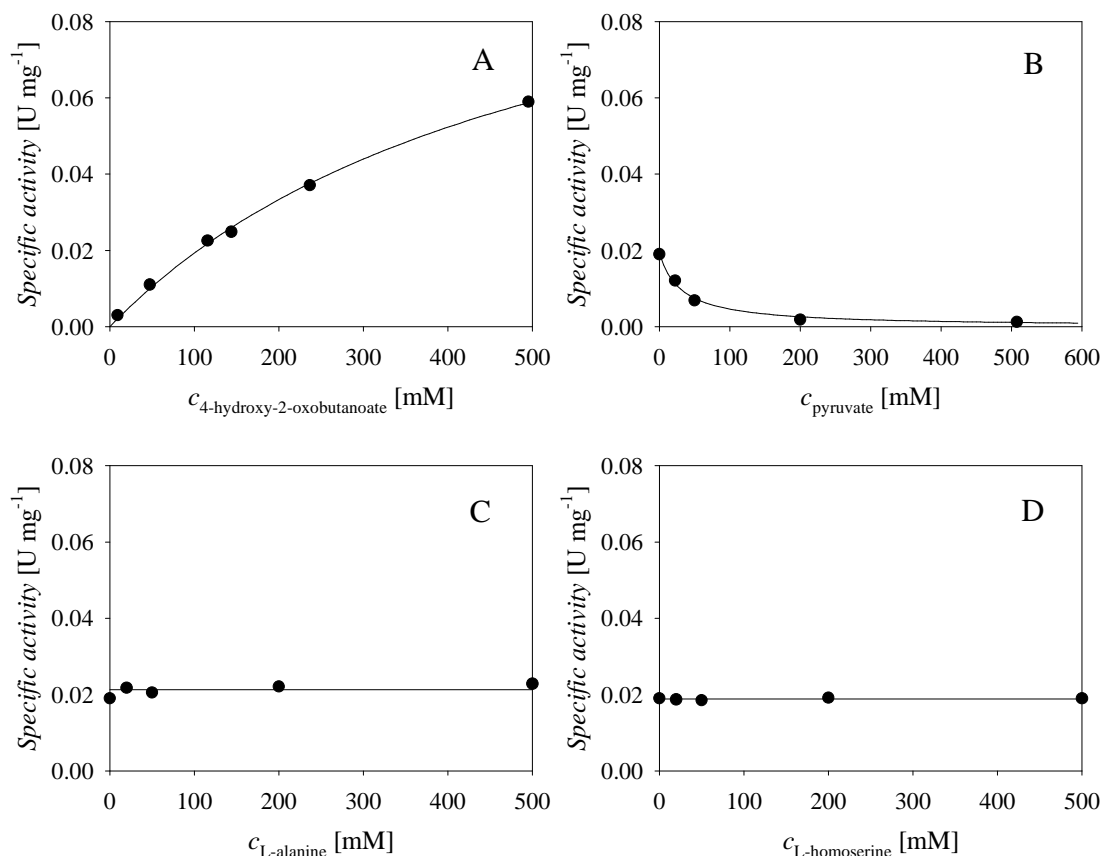 A
Specific activity [U mg⁻¹]
0.08
0.06
0.04
0.02
0.00
0 100 200 300 400 500
c4-hydroxy-2-oxobutanoate [mM]
B
Specific activity [U mg⁻¹]
0.08
0.06
0.04
0.02
0.00
0 100 200 300 400 500 600
cpyruvate [mM]
C
Specific activity [U mg⁻¹]
0.08
0.06
0.04
0.02
0.00
0 100 200 300 400 500
cL-alanine [mM]
D
Specific activity [U mg⁻¹]
0.08
0.06
0.04
0.02
0.00
0 100 200 300 400 500
cL-homoserine [mM]